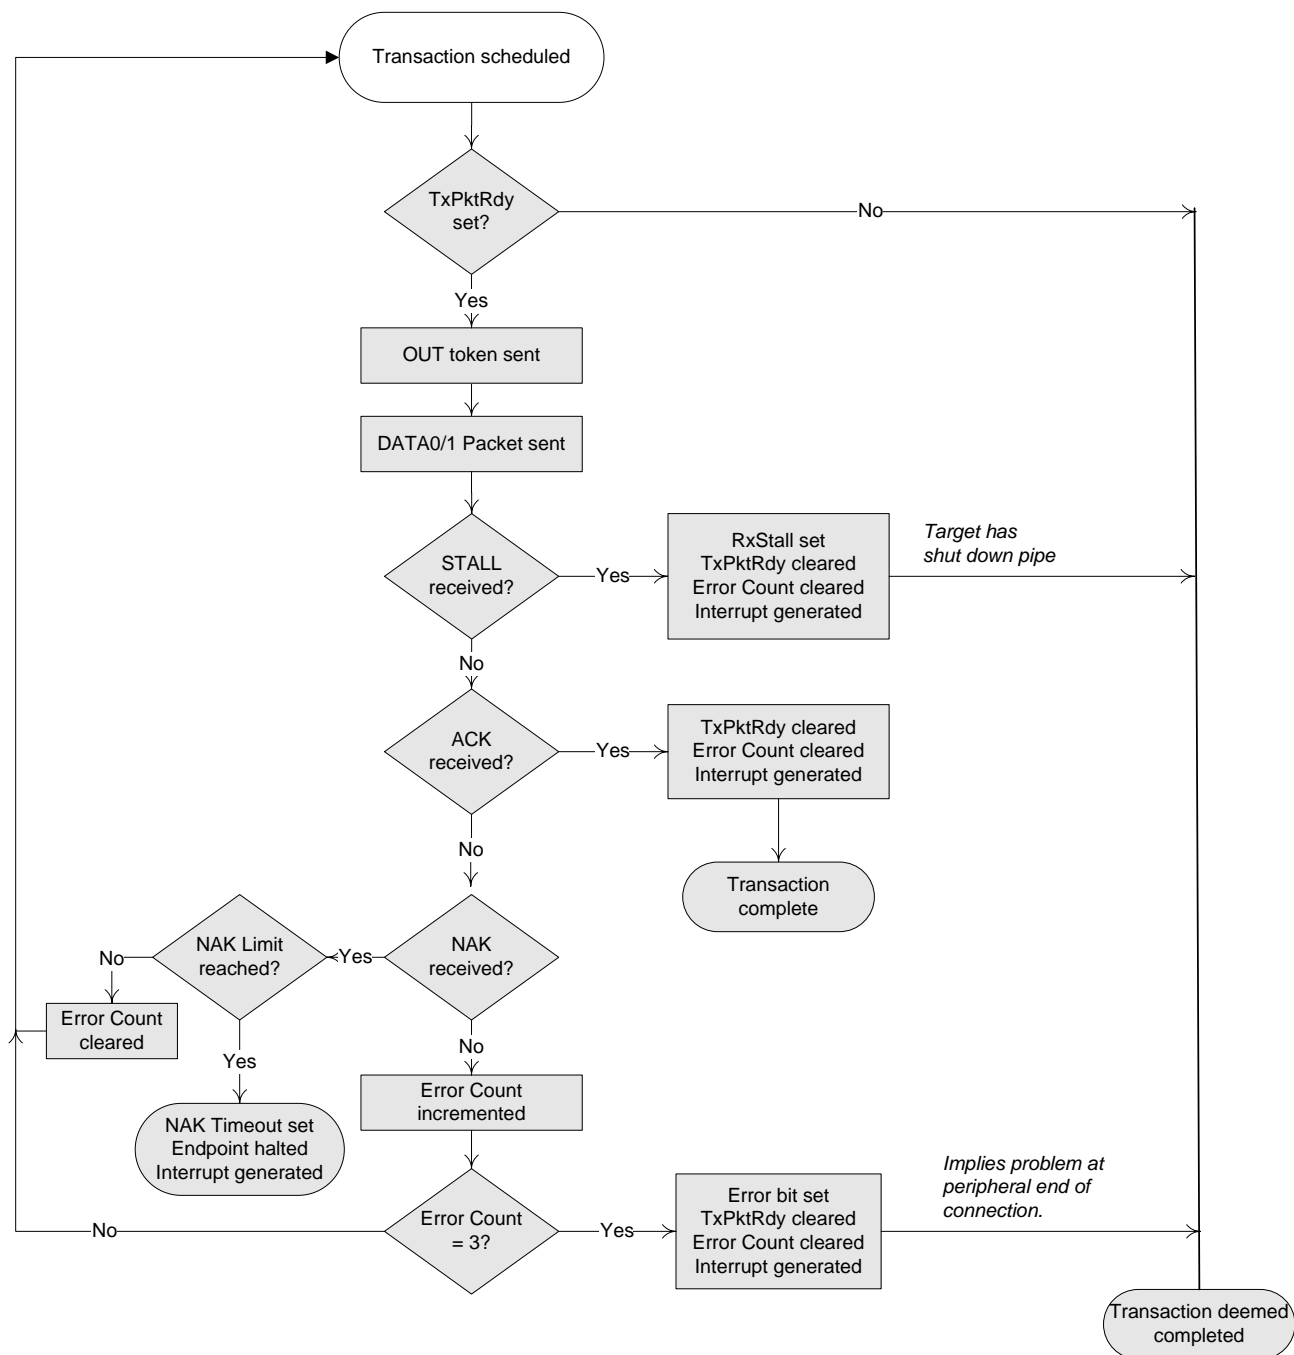 Transaction scheduled
TxPktRdy
set?
No
Yes
OUT token sent
DATA0/1 Packet sent
STALL
received?
Yes
RxStall set
TxPktRdy cleared
Error Count cleared
Interrupt generated
Target has
shut down pipe
No
ACK
received?
Yes
TxPktRdy cleared
Error Count cleared
Interrupt generated
No
Transaction
complete
NAK
received?
Yes
NAK Limit
reached?
No
Error Count
cleared
Yes
NAK Timeout set
Endpoint halted
Interrupt generated
No
Error Count
incremented
Error Count
= 3?
No
Yes
Error bit set
TxPktRdy cleared
Error Count cleared
Interrupt generated
Implies problem at
peripheral end of
connection.
Transaction deemed
completed